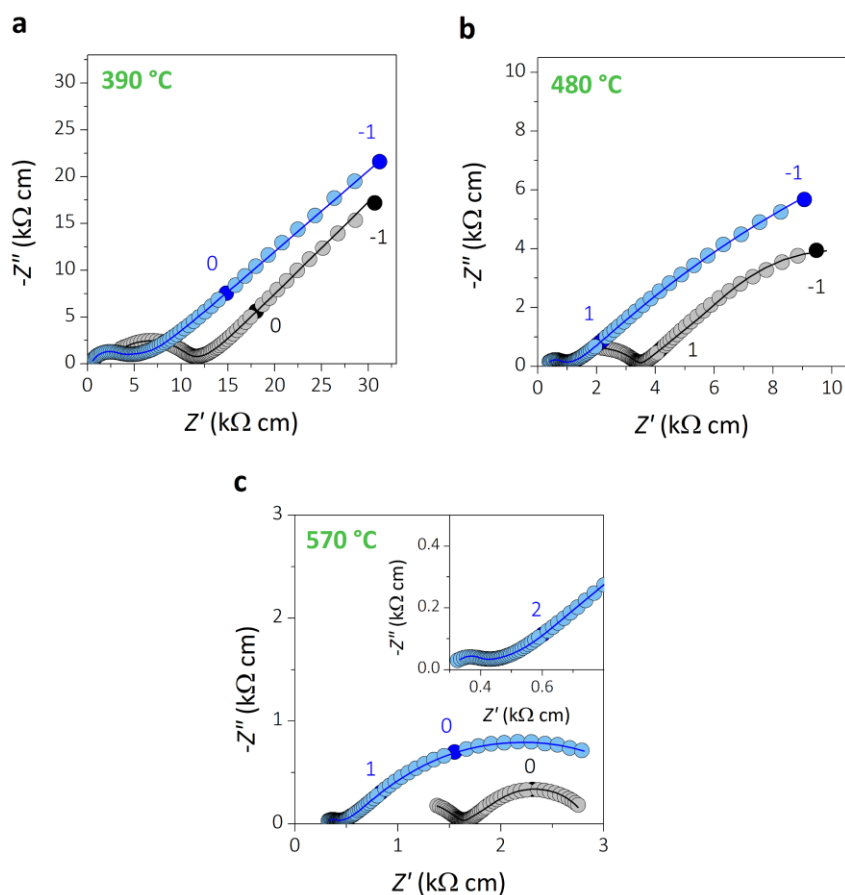 a
390 °C
30
25
20
15
10
5
0
-Z″ (kΩ cm)
0 5 10 15 20 25 30
Z′ (kΩ cm)
-1
0
-1
0
b
480 °C
10
8
6
4
2
0
-Z″ (kΩ cm)
0 2 4 6 8 10
Z′ (kΩ cm)
-1
1
-1
1
c
570 °C
3
2
1
0
-Z″ (kΩ cm)
0 1 2 3
Z′ (kΩ cm)
0
1
0
0.4
0.2
0.0
-Z″ (kΩ cm)
0.4 0.6
Z′ (kΩ cm)
2